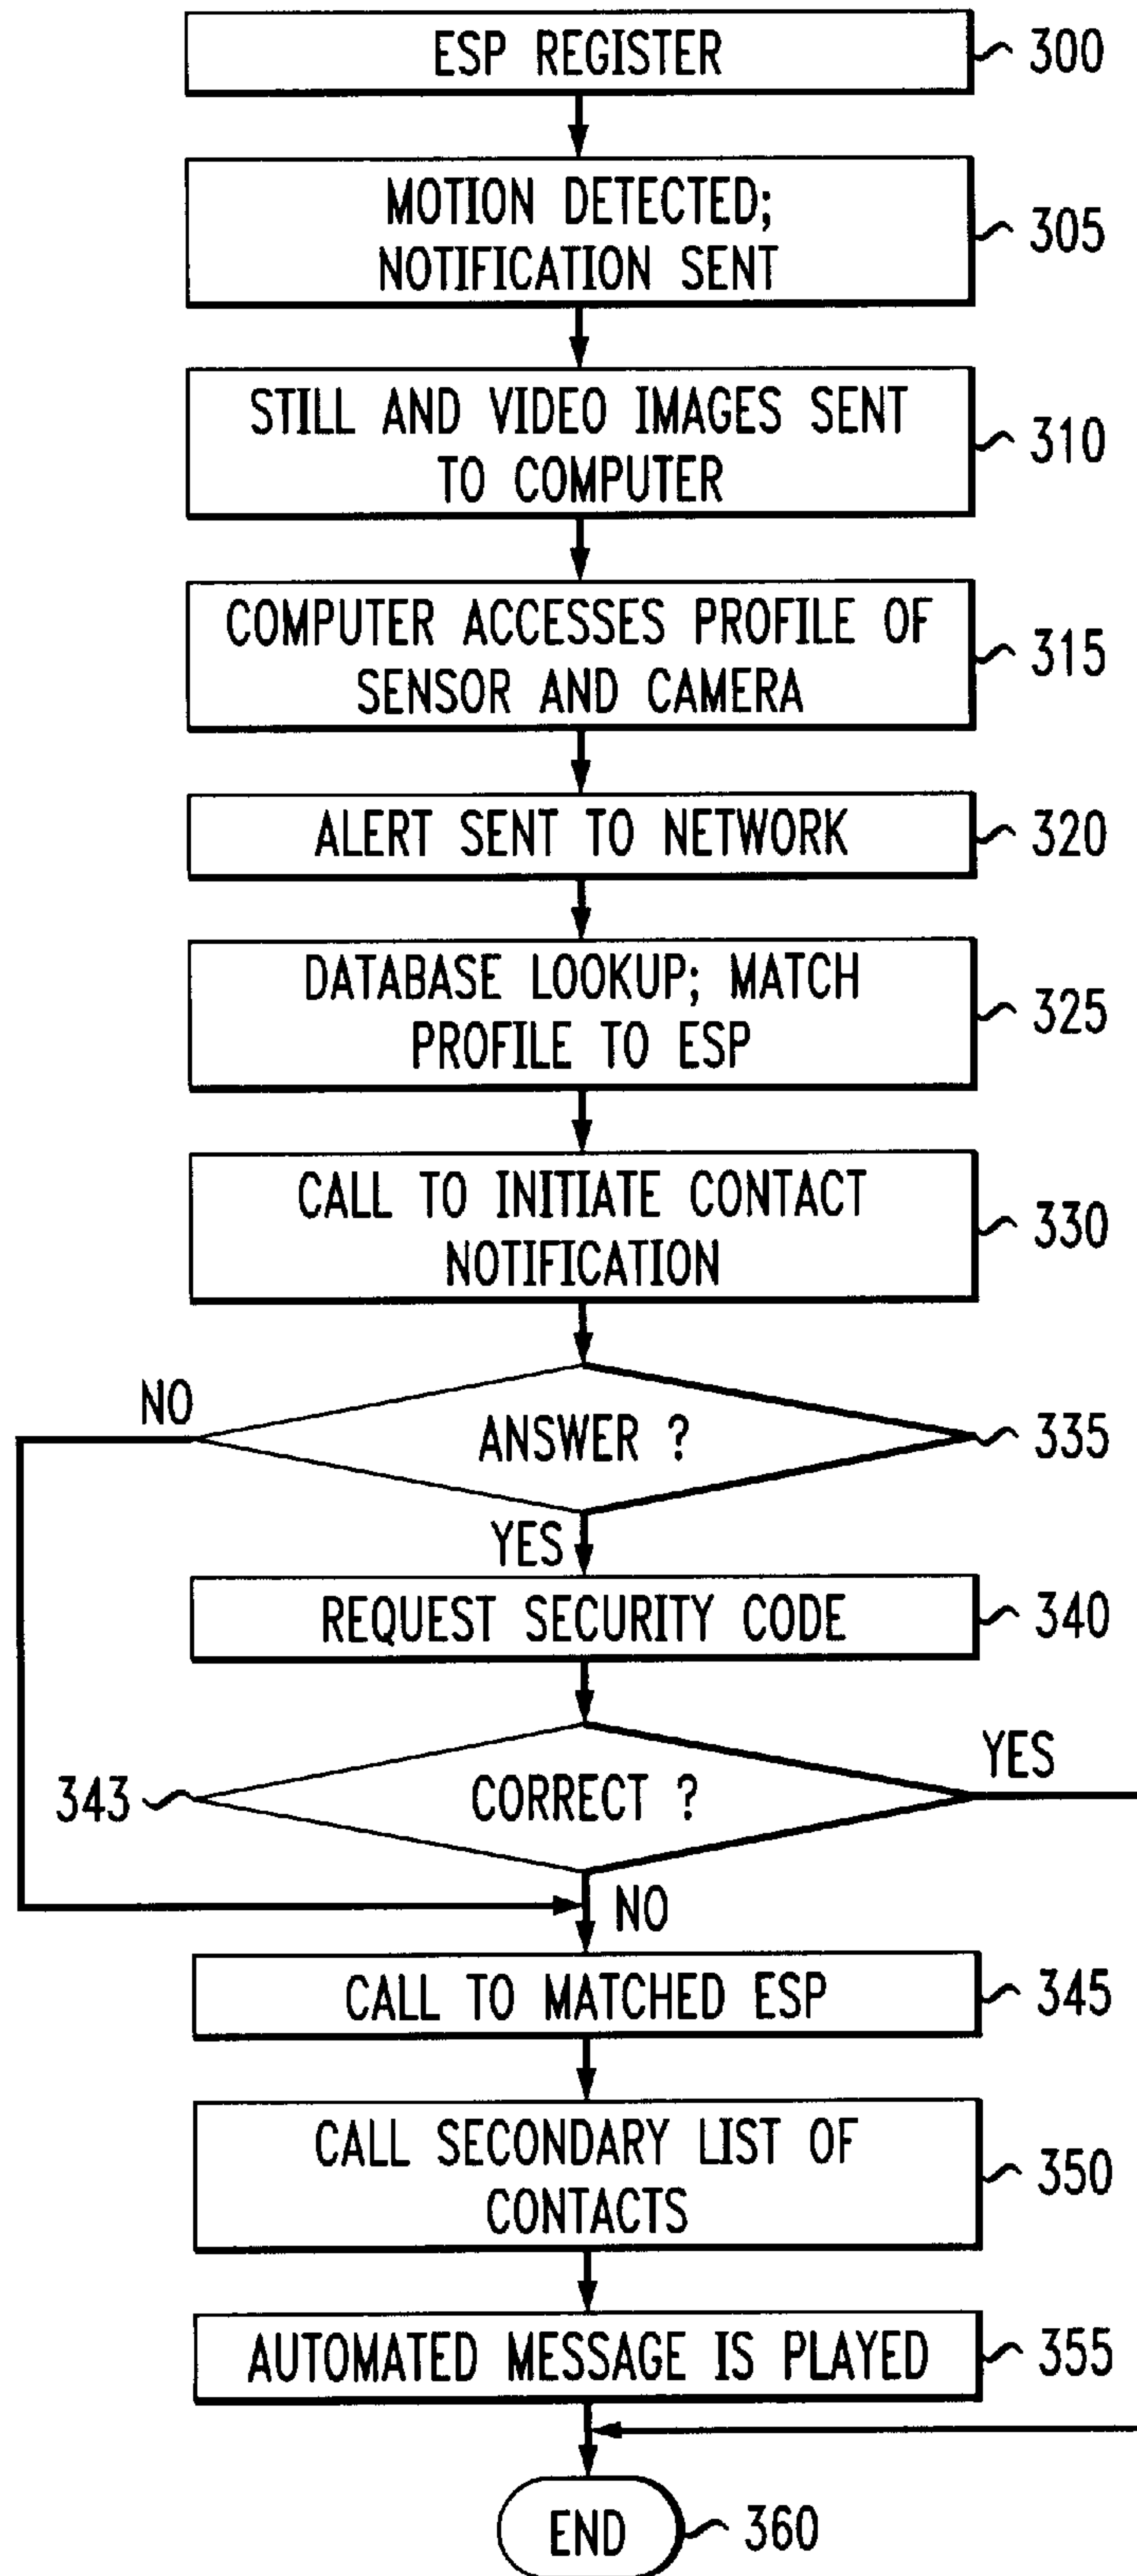 ESP REGISTER
300
MOTION DETECTED;
NOTIFICATION SENT
305
STILL AND VIDEO IMAGES SENT
TO COMPUTER
310
COMPUTER ACCESSES PROFILE OF
SENSOR AND CAMERA
315
ALERT SENT TO NETWORK
320
DATABASE LOOKUP; MATCH
PROFILE TO ESP
325
CALL TO INITIATE CONTACT
NOTIFICATION
330
NO
ANSWER ?
335
YES
REQUEST SECURITY CODE
340
YES
343
CORRECT ?
NO
CALL TO MATCHED ESP
345
CALL SECONDARY LIST OF
CONTACTS
350
AUTOMATED MESSAGE IS PLAYED
355
END
360